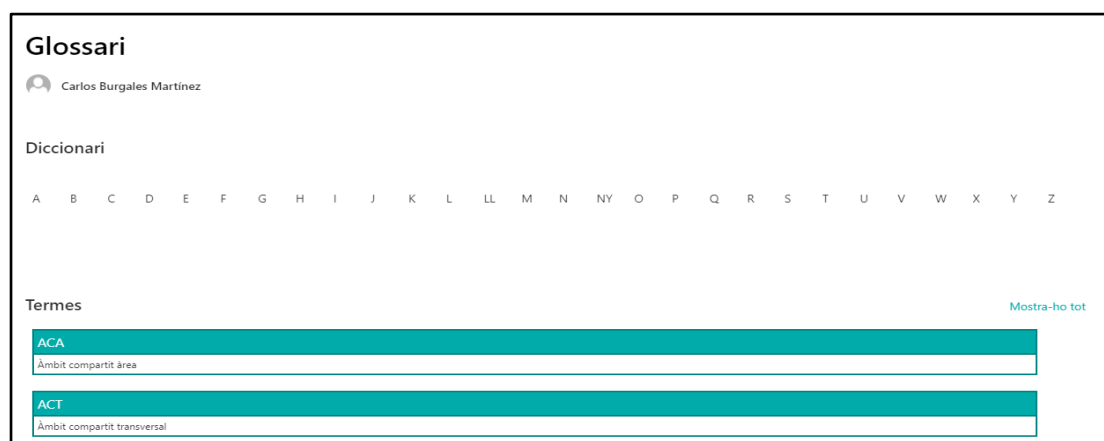 Glossari
Carlos Burgales Martínez
Diccionari
A B C D E F G H I J K L LL M N NY O P Q R S T U V W X Y Z
Termes Mostra-ho tot
ACA
Àmbit compartit àrea
ACT
Àmbit compartit transversal